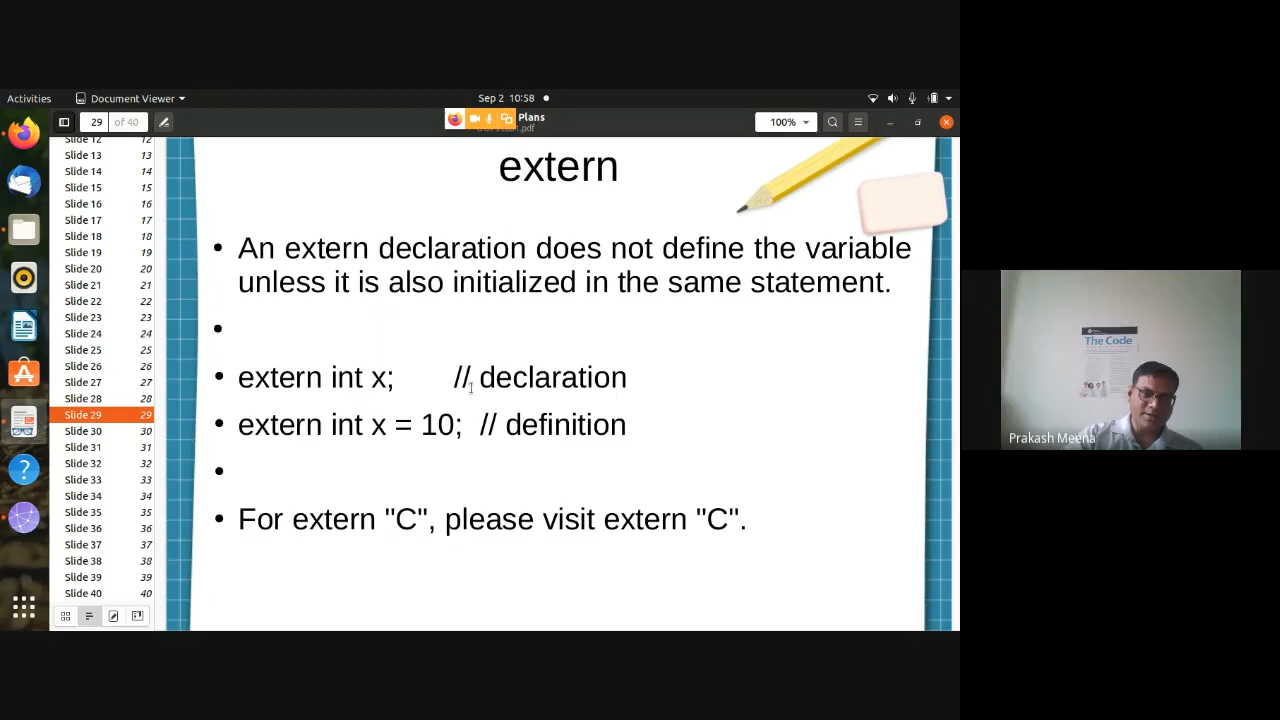 Activities
Document Viewer
Sep 2 10:58
29 of 40
Plans
.pdf
100%
Slide 12 12
Slide 13 13
Slide 14 14
Slide 15 15
Slide 16 16
Slide 17 17
Slide 18 18
Slide 19 19
Slide 20 20
Slide 21 21
Slide 22 22
Slide 23 23
Slide 24 24
Slide 25 25
Slide 26 26
Slide 27 27
Slide 28 28
Slide 29 29
Slide 30 30
Slide 31 31
Slide 32 32
Slide 33 33
Slide 34 34
Slide 35 35
Slide 36 36
Slide 37 37
Slide 38 38
Slide 39 39
Slide 40 40
extern
• An extern declaration does not define the variable
unless it is also initialized in the same statement.
•
• extern int x; // declaration
• extern int x = 10; // definition
•
• For extern "C", please visit extern "C".
The Code
Prakash Meena